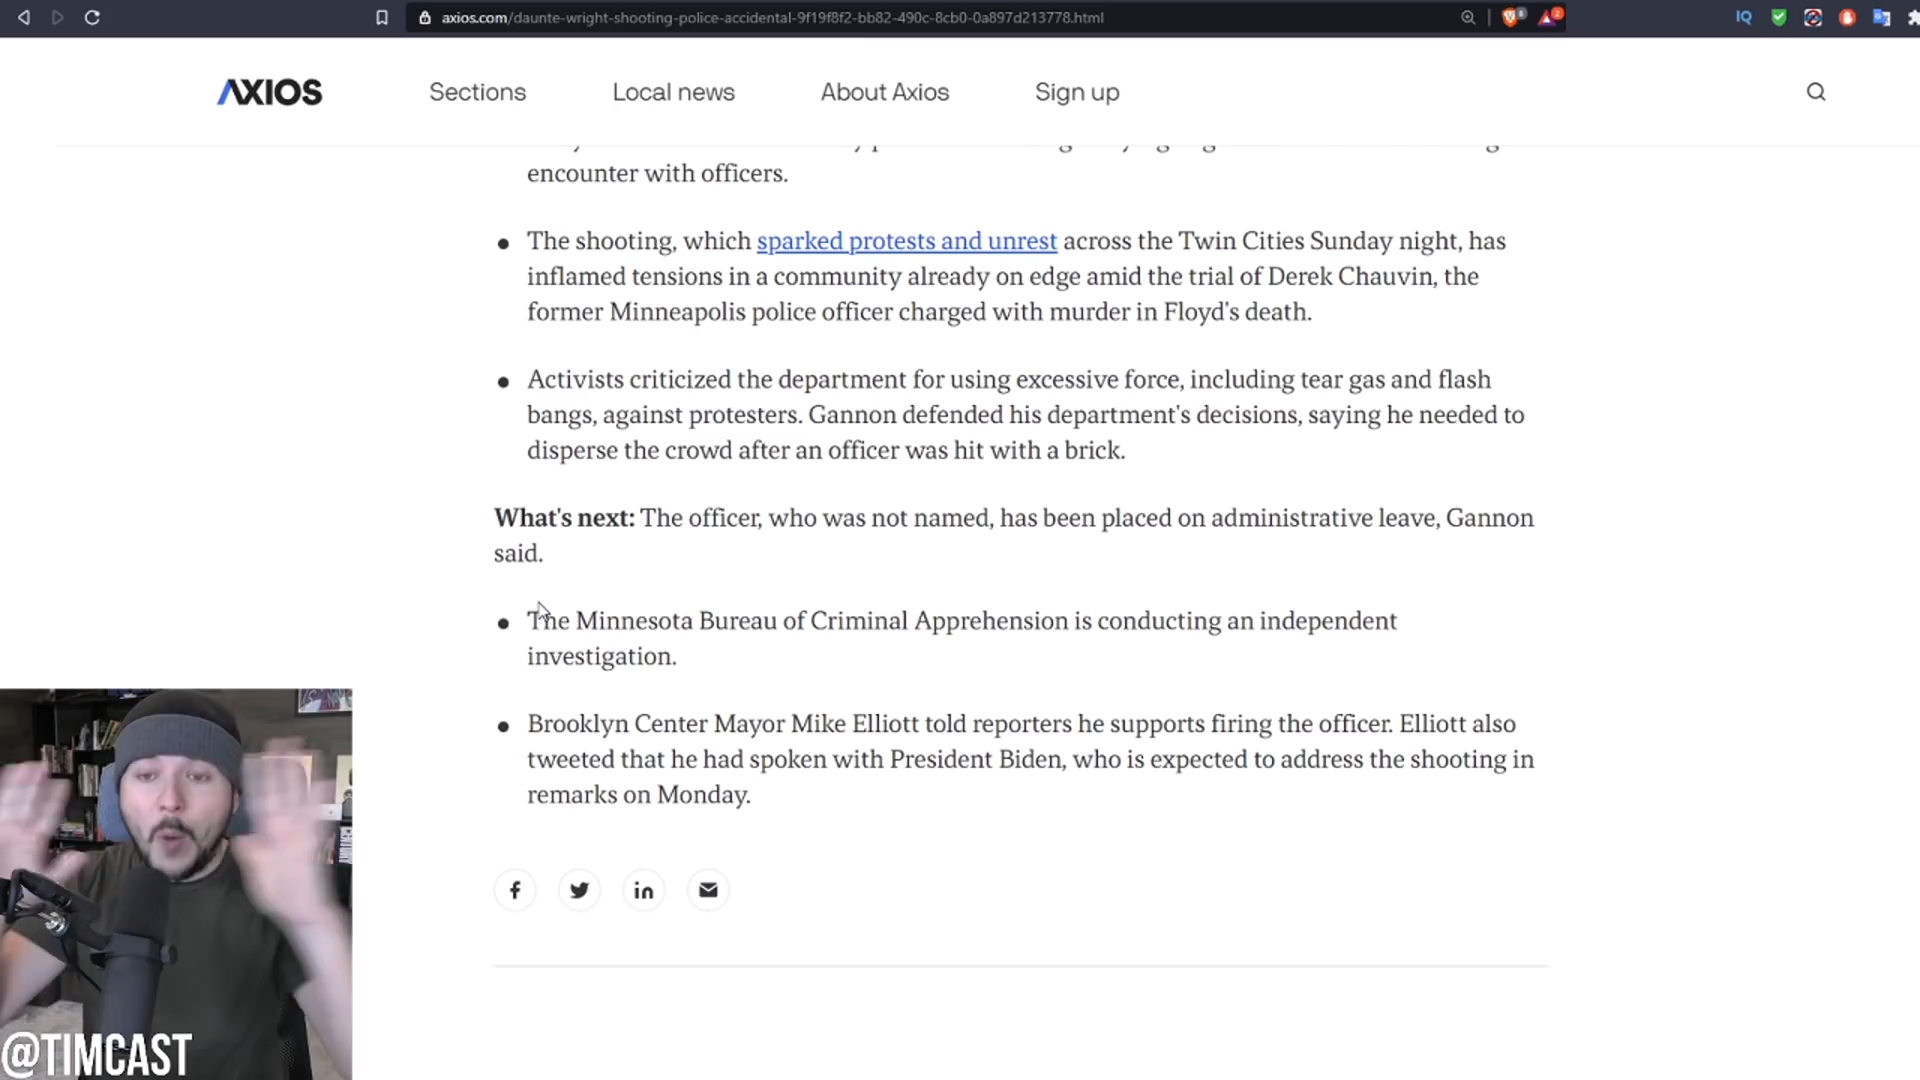 axios.com/daunte-wright-shooting-police-accidental-9f19f8f2-bb82-490c-8cb0-0a897d213778.html
AXIOS
Sections
Local news
About Axios
Sign up
encounter with officers.
The shooting, which sparked protests and unrest across the Twin Cities Sunday night, has
inflamed tensions in a community already on edge amid the trial of Derek Chauvin, the
former Minneapolis police officer charged with murder in Floyd's death.
Activists criticized the department for using excessive force, including tear gas and flash
bangs, against protesters. Gannon defended his department's decisions, saying he needed to
disperse the crowd after an officer was hit with a brick.
What's next: The officer, who was not named, has been placed on administrative leave, Gannon
said.
The Minnesota Bureau of Criminal Apprehension is conducting an independent
investigation.
Brooklyn Center Mayor Mike Elliott told reporters he supports firing the officer. Elliott also
tweeted that he had spoken with President Biden, who is expected to address the shooting in
remarks on Monday.
@TIMCAST